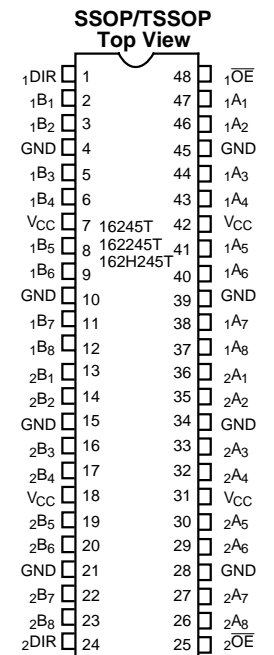 SSOP/TSSOP
Top View
1DIR 1 48 1O̅E̅
1B1 2 47 1A1
1B2 3 46 1A2
GND 4 45 GND
1B3 5 44 1A3
1B4 6 43 1A4
VCC 7 16245T 42 VCC
1B5 8 162245T 41 1A5
1B6 9 162H245T 40 1A6
GND 10 39 GND
1B7 11 38 1A7
1B8 12 37 1A8
2B1 13 36 2A1
2B2 14 35 2A2
GND 15 34 GND
2B3 16 33 2A3
2B4 17 32 2A4
VCC 18 31 VCC
2B5 19 30 2A5
2B6 20 29 2A6
GND 21 28 GND
2B7 22 27 2A7
2B8 23 26 2A8
2DIR 24 25 2O̅E̅